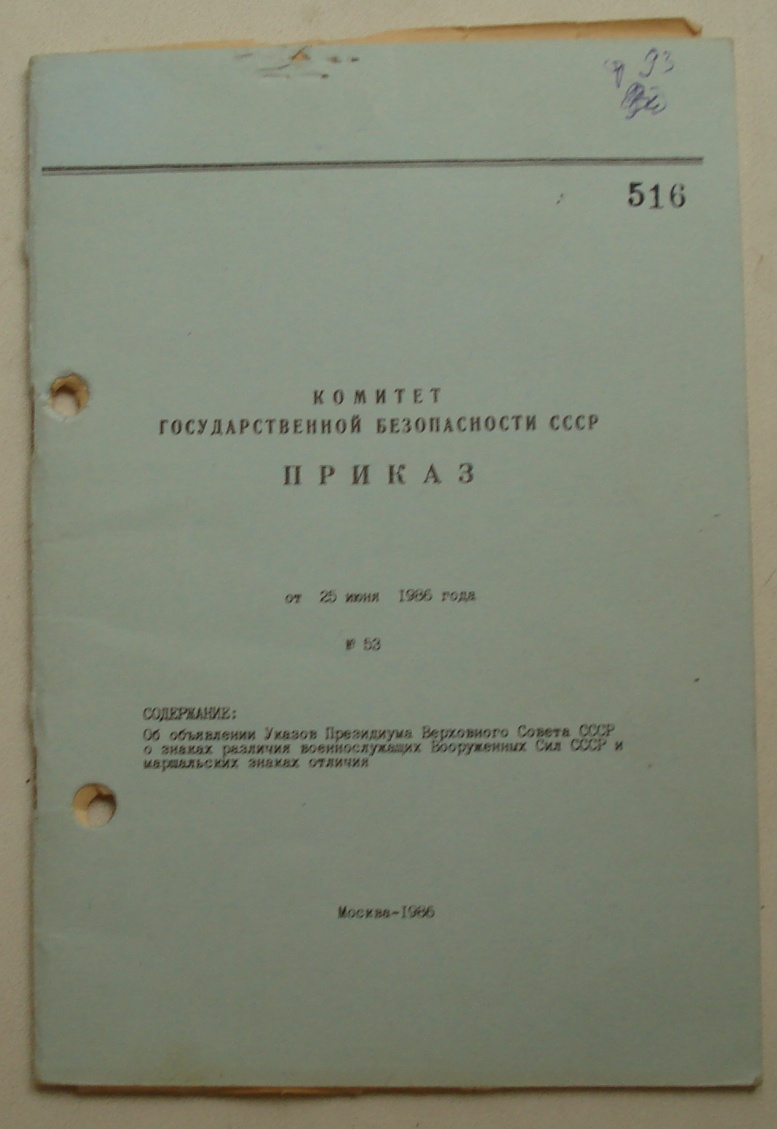 93
516
КОМИТЕТ
ГОСУДАРСТВЕННОЙ БЕЗОПАСНОСТИ СССР
ПРИКАЗ
от 25 июня 1986 года
№ 53
СОДЕРЖАНИЕ:
Об объявлении Указов Президиума Верховного Совета СССР
о знаках различия военнослужащих Вооруженных Сил СССР и
маршальских знаках отличия
Москва-1986